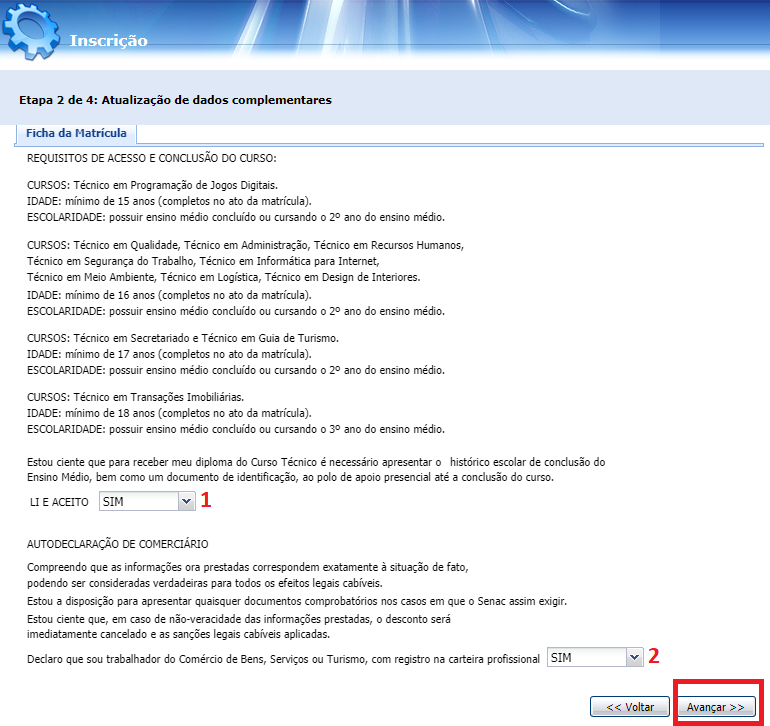 Inscrição
Etapa 2 de 4: Atualização de dados complementares
Ficha da Matrícula
REQUISITOS DE ACESSO E CONCLUSÃO DO CURSO:
CURSOS: Técnico em Programação de Jogos Digitais.
IDADE: mínimo de 15 anos (completos no ato da matrícula).
ESCOLARIDADE: possuir ensino médio concluído ou cursando o 2º ano do ensino médio.
CURSOS: Técnico em Qualidade, Técnico em Administração, Técnico em Recursos Humanos,
Técnico em Segurança do Trabalho, Técnico em Informática para Internet,
Técnico em Meio Ambiente, Técnico em Logística, Técnico em Design de Interiores.
IDADE: mínimo de 16 anos (completos no ato da matrícula).
ESCOLARIDADE: possuir ensino médio concluído ou cursando o 2º ano do ensino médio.
CURSOS: Técnico em Secretariado e Técnico em Guia de Turismo.
IDADE: mínimo de 17 anos (completos no ato da matrícula).
ESCOLARIDADE: possuir ensino médio concluído ou cursando o 2º ano do ensino médio.
CURSOS: Técnico em Transações Imobiliárias.
IDADE: mínimo de 18 anos (completos no ato da matrícula).
ESCOLARIDADE: possuir ensino médio concluído ou cursando o 3º ano do ensino médio.
Estou ciente que para receber meu diploma do Curso Técnico é necessário apresentar o histórico escolar de conclusão do
Ensino Médio, bem como um documento de identificação, ao polo de apoio presencial até a conclusão do curso.
LI E ACEITO SIM 1
AUTODECLARAÇÃO DE COMERCIÁRIO
Compreendo que as informações ora prestadas correspondem exatamente à situação de fato,
podendo ser consideradas verdadeiras para todos os efeitos legais cabíveis.
Estou a disposição para apresentar quaisquer documentos comprobatórios nos casos em que o Senac assim exigir.
Estou ciente que, em caso de não-veracidade das informações prestadas, o desconto será
imediatamente cancelado e as sanções legais cabíveis aplicadas.
Declaro que sou trabalhador do Comércio de Bens, Serviços ou Turismo, com registro na carteira profissional SIM 2
<< Voltar Avançar >>